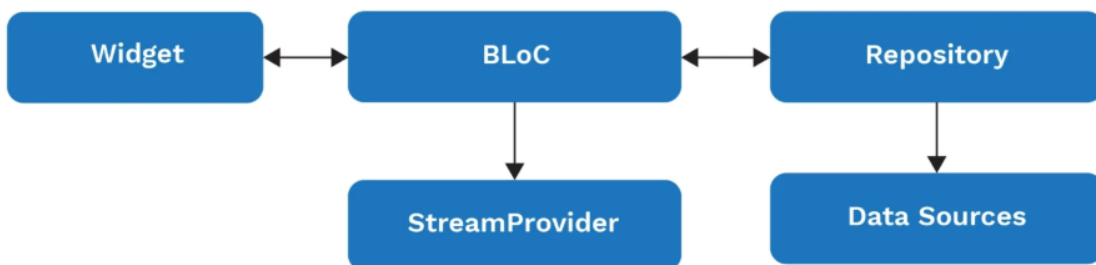 Widget
BLoC
Repository
StreamProvider
Data Sources